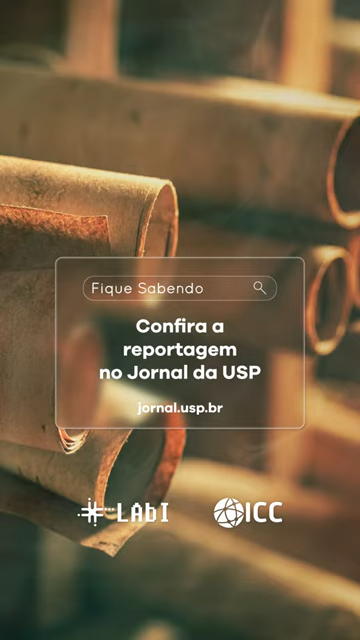 Fique Sabendo
Confira a
reportagem
no Jornal da USP
jornal.usp.br
LAbI
ICC